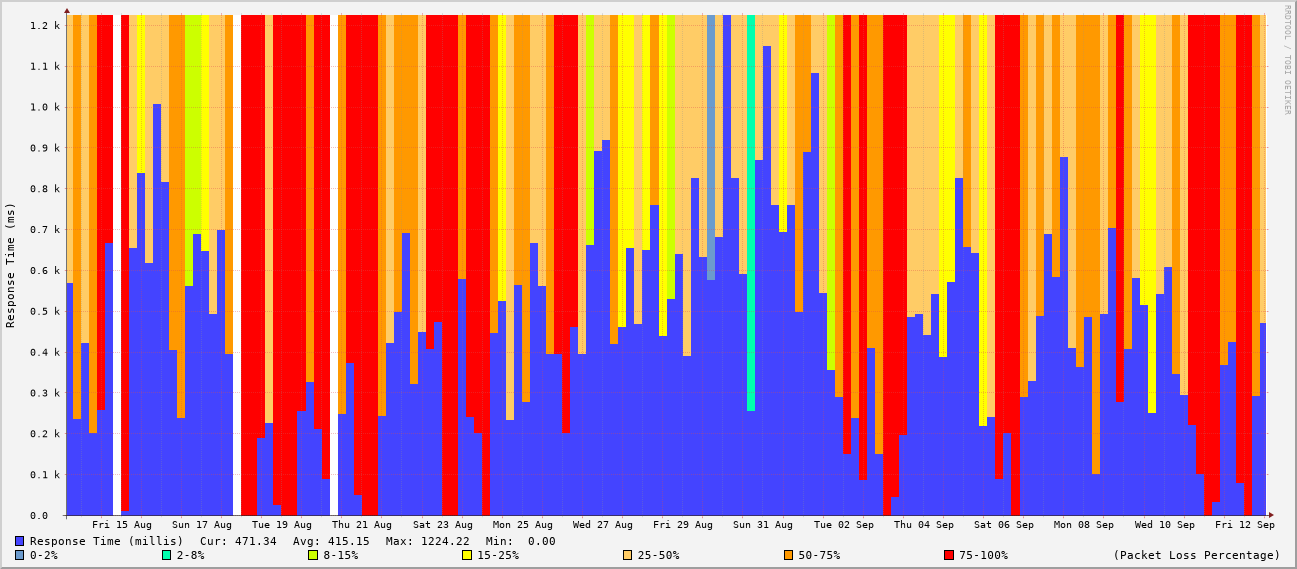 1.2 k
1.1 k
1.0 k
0.9 k
0.8 k
0.7 k
0.6 k
0.5 k
0.4 k
0.3 k
0.2 k
0.1 k
0.0
Response Time (ms)
RRDTOOL / TOBI OETIKER
Fri 15 Aug Sun 17 Aug Tue 19 Aug Thu 21 Aug Sat 23 Aug Mon 25 Aug Wed 27 Aug Fri 29 Aug Sun 31 Aug Tue 02 Sep Thu 04 Sep Sat 06 Sep Mon 08 Sep Wed 10 Sep Fri 12 Sep
Response Time (millis) Cur: 471.34 Avg: 415.15 Max: 1224.22 Min: 0.00
0-2% 2-8% 8-15% 15-25% 25-50% 50-75% 75-100% (Packet Loss Percentage)